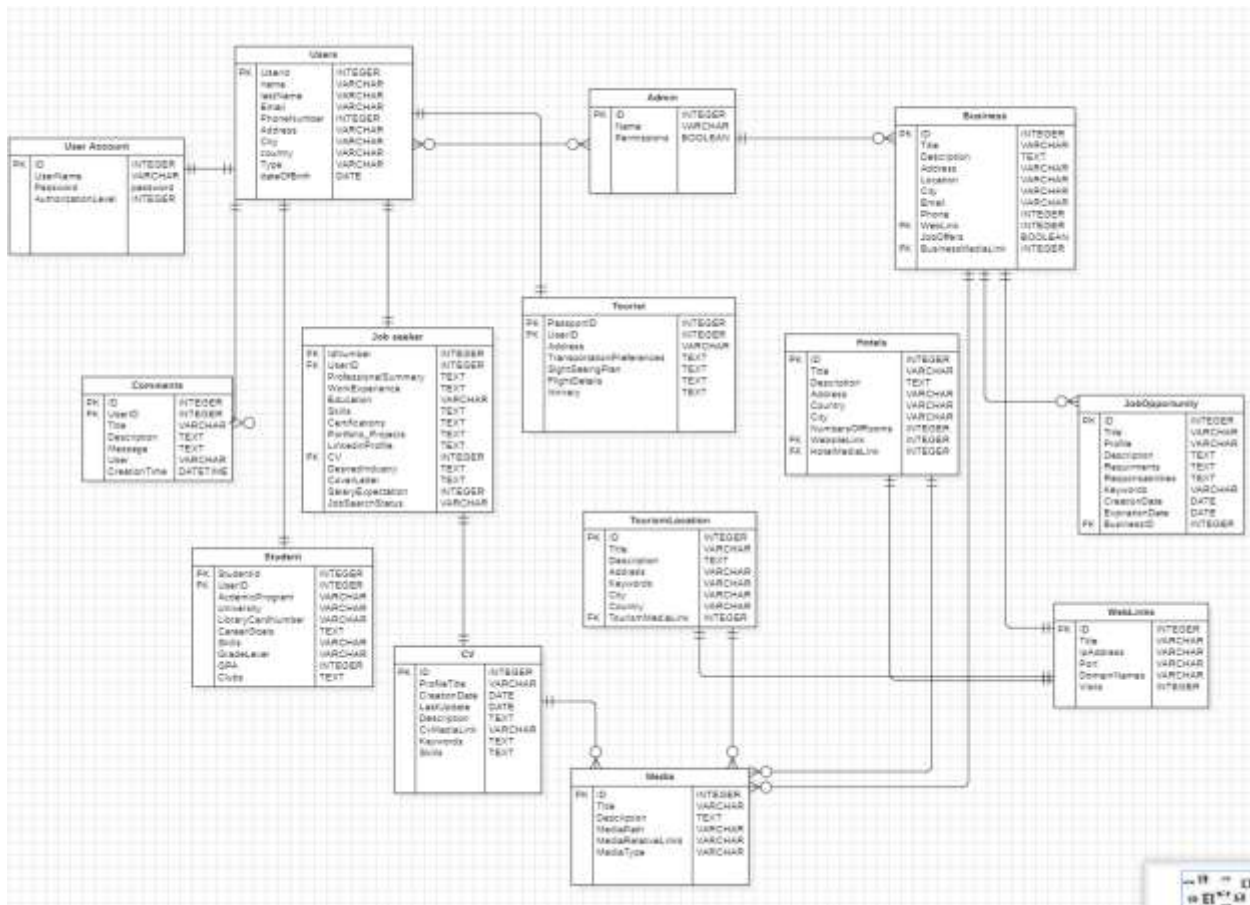 Users
PK UserId INTEGER
name VARCHAR
lastName VARCHAR
Email VARCHAR
PhoneNumber INTEGER
Address VARCHAR
City VARCHAR
country VARCHAR
Type VARCHAR
dateOfBirth DATE
Admin
PK ID INTEGER
Name VARCHAR
Permissions BOOLEAN
Business
PK ID INTEGER
Title VARCHAR
Description TEXT
Address VARCHAR
Location VARCHAR
City VARCHAR
Email VARCHAR
Phone INTEGER
FK WebLink INTEGER
JobOffers BOOLEAN
FK BusinessMediaLink INTEGER
User Account
PK ID INTEGER
UserName VARCHAR
Password password
AuthorizationLevel INTEGER
Tourist
PK PassportID INTEGER
FK UserID INTEGER
Address VARCHAR
TransportationPreferences TEXT
SightSeeingPlan TEXT
FlightDetails TEXT
TEXT
Job seeker
PK IdNumber INTEGER
FK UserID INTEGER
ProfessionalSummary TEXT
WorkExperience TEXT
Education VARCHAR
Skills TEXT
Certifications TEXT
Portfolio_Projects TEXT
LinkedinProfile TEXT
FK CV INTEGER
DesiredIndustry TEXT
CoverLetter TEXT
SalaryExpectation INTEGER
JobSearchStatus VARCHAR
Hotels
PK ID INTEGER
Title VARCHAR
Description TEXT
Address VARCHAR
Country VARCHAR
City VARCHAR
NumberOfRooms INTEGER
FK WebsiteLink INTEGER
FK HotelMediaLink INTEGER
Comments
PK ID INTEGER
FK UserID INTEGER
Title VARCHAR
Description TEXT
Message TEXT
User VARCHAR
CreationTime DATETIME
JobOpportunity
PK ID INTEGER
Title VARCHAR
Profile VARCHAR
Description TEXT
TEXT
TEXT
Keywords VARCHAR
CreationDate DATE
ExpirationDate DATE
FK BusinessID INTEGER
TourismLocation
PK ID INTEGER
Title VARCHAR
Description TEXT
Address VARCHAR
Keywords VARCHAR
City VARCHAR
Country VARCHAR
FK TourismMediaLink INTEGER
Student
PK StudentId INTEGER
FK UserID INTEGER
VARCHAR
University VARCHAR
LibraryCardNumber VARCHAR
CareerGoals TEXT
Skills VARCHAR
GradeLevel VARCHAR
GPA INTEGER
Clubs TEXT
WebLinks
PK ID INTEGER
Title VARCHAR
IpAddress VARCHAR
Port VARCHAR
DomainNames VARCHAR
INTEGER
CV
PK ID INTEGER
ProfileTitle VARCHAR
CreationDate DATE
LastUpdate DATE
Description TEXT
CvMediaLink VARCHAR
Keywords TEXT
Skills TEXT
Media
PK ID INTEGER
Title VARCHAR
Description TEXT
MediaPath VARCHAR
MediaRelativeLinks VARCHAR
MediaType VARCHAR